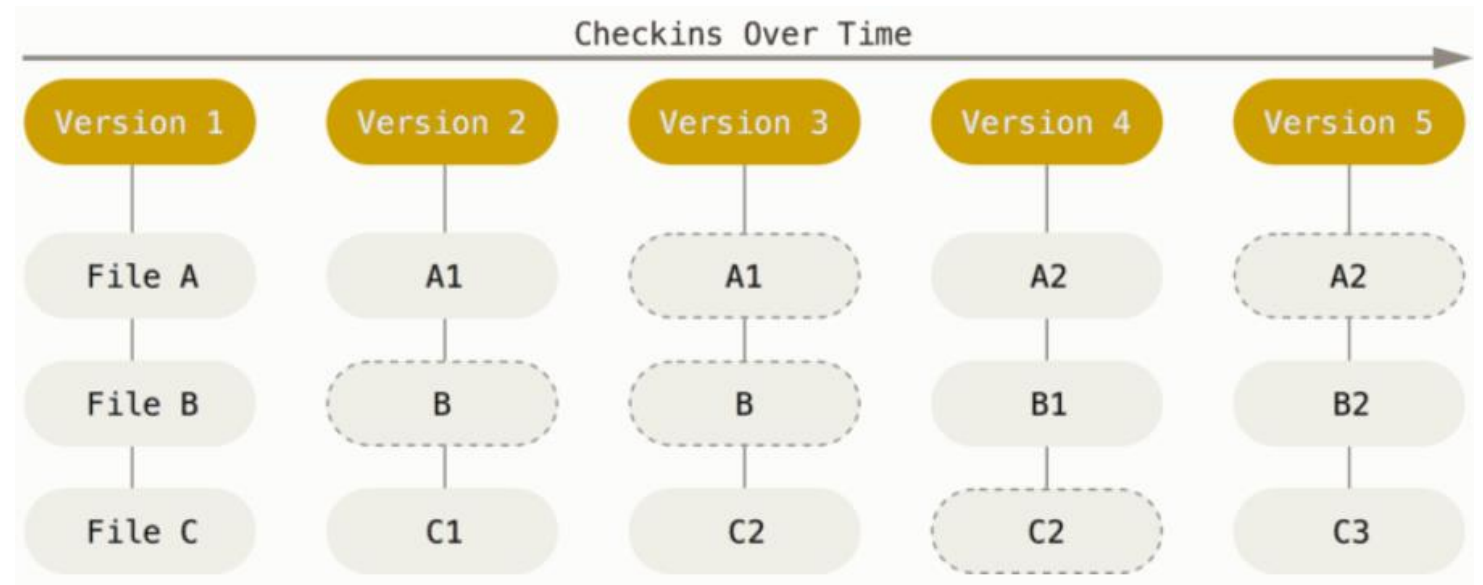 Checkins Over Time
Version 1 Version 2 Version 3 Version 4 Version 5
File A A1 A1 A2 A2
File B B B B1 B2
File C C1 C2 C2 C3